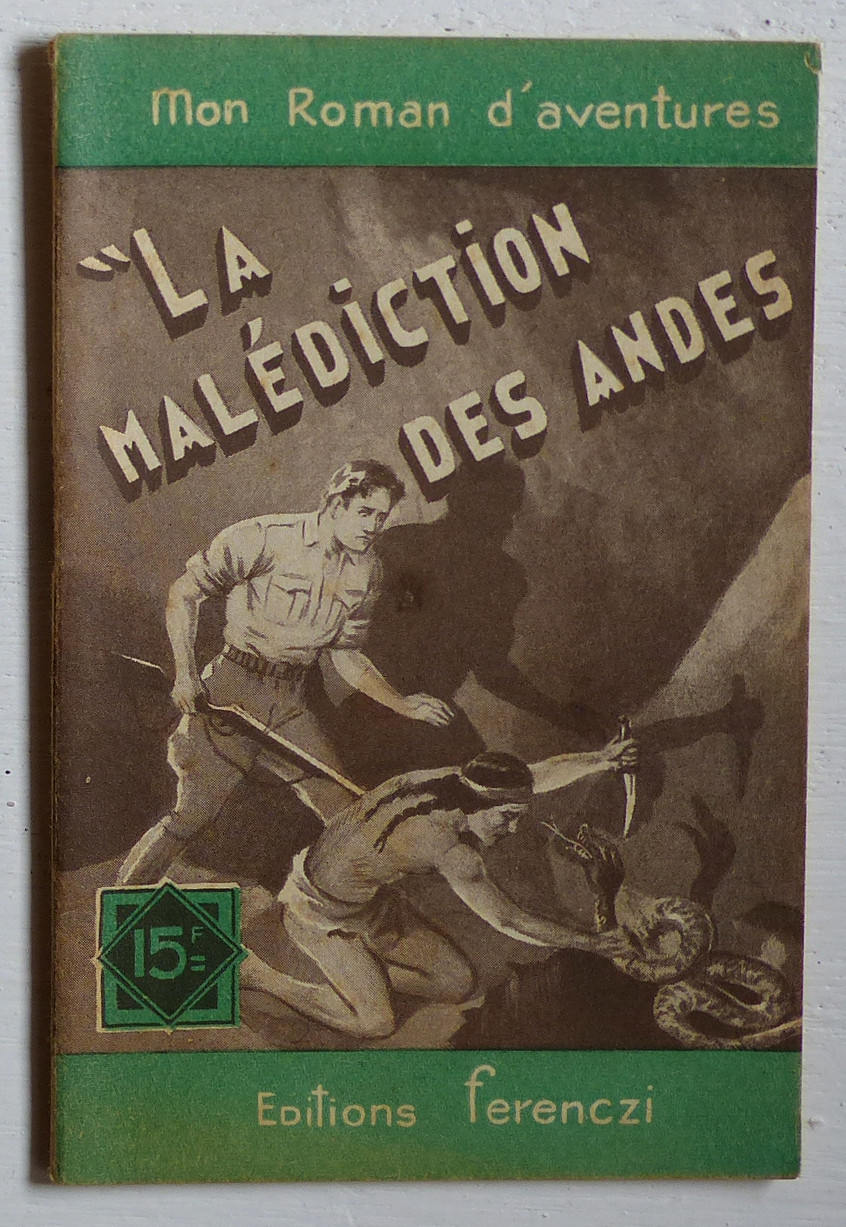 Mon Roman d'aventures
"LA
MALÉDICTION
DES ANDES
15F
Editions ferenczi